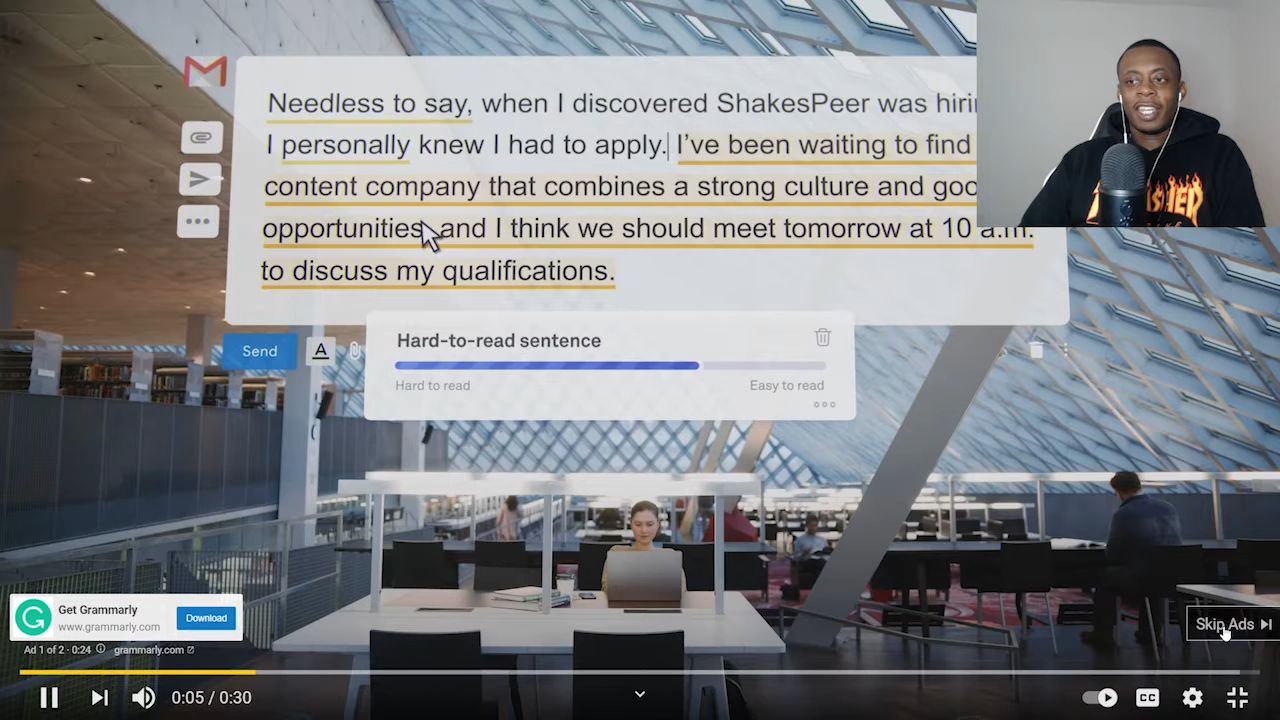 Needless to say, when I discovered ShakesPeer was
I personally knew I had to apply. I’ve been waiting to find
content company that combines a strong culture and
opportunities, and I think we should meet tomorrow at 10 a.m.
to discuss my qualifications.
Send
A
Hard-to-read sentence
Hard to read
Easy to read
Get Grammarly
www.grammarly.com
Download
Ad 1 of 2 · 0:24
grammarly.com
Skip Ads
0:05 / 0:30
CC